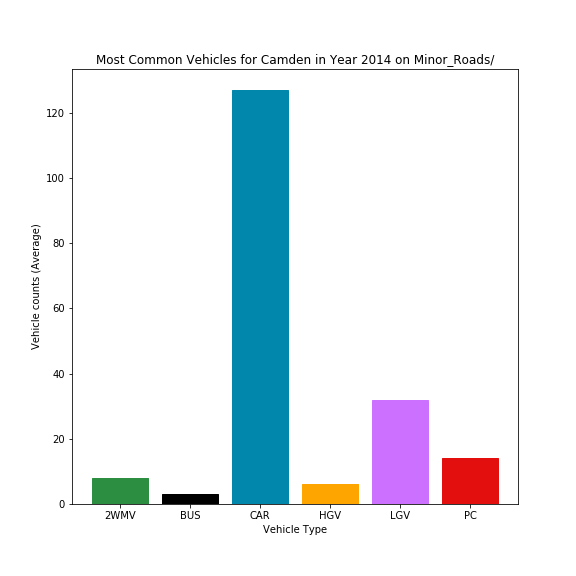 Most Common Vehicles for Camden in Year 2014 on Minor_Roads/
Vehicle counts (Average)
120
100
80
60
40
20
0
2WMV BUS CAR HGV LGV PC
Vehicle Type